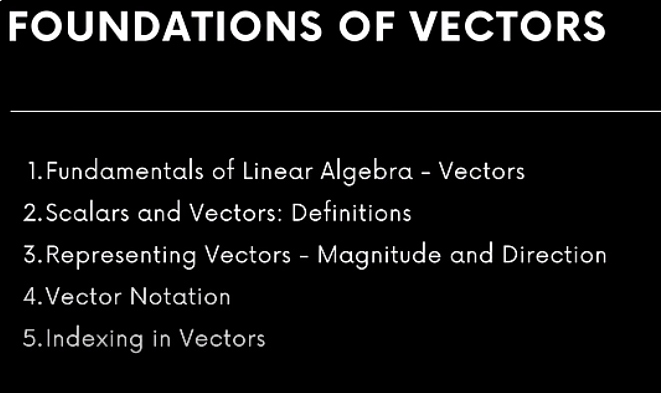 FOUNDATIONS OF VECTORS
1.Fundamentals of Linear Algebra - Vectors
2.Scalars and Vectors: Definitions
3.Representing Vectors - Magnitude and Direction
4.Vector Notation
5.Indexing in Vectors